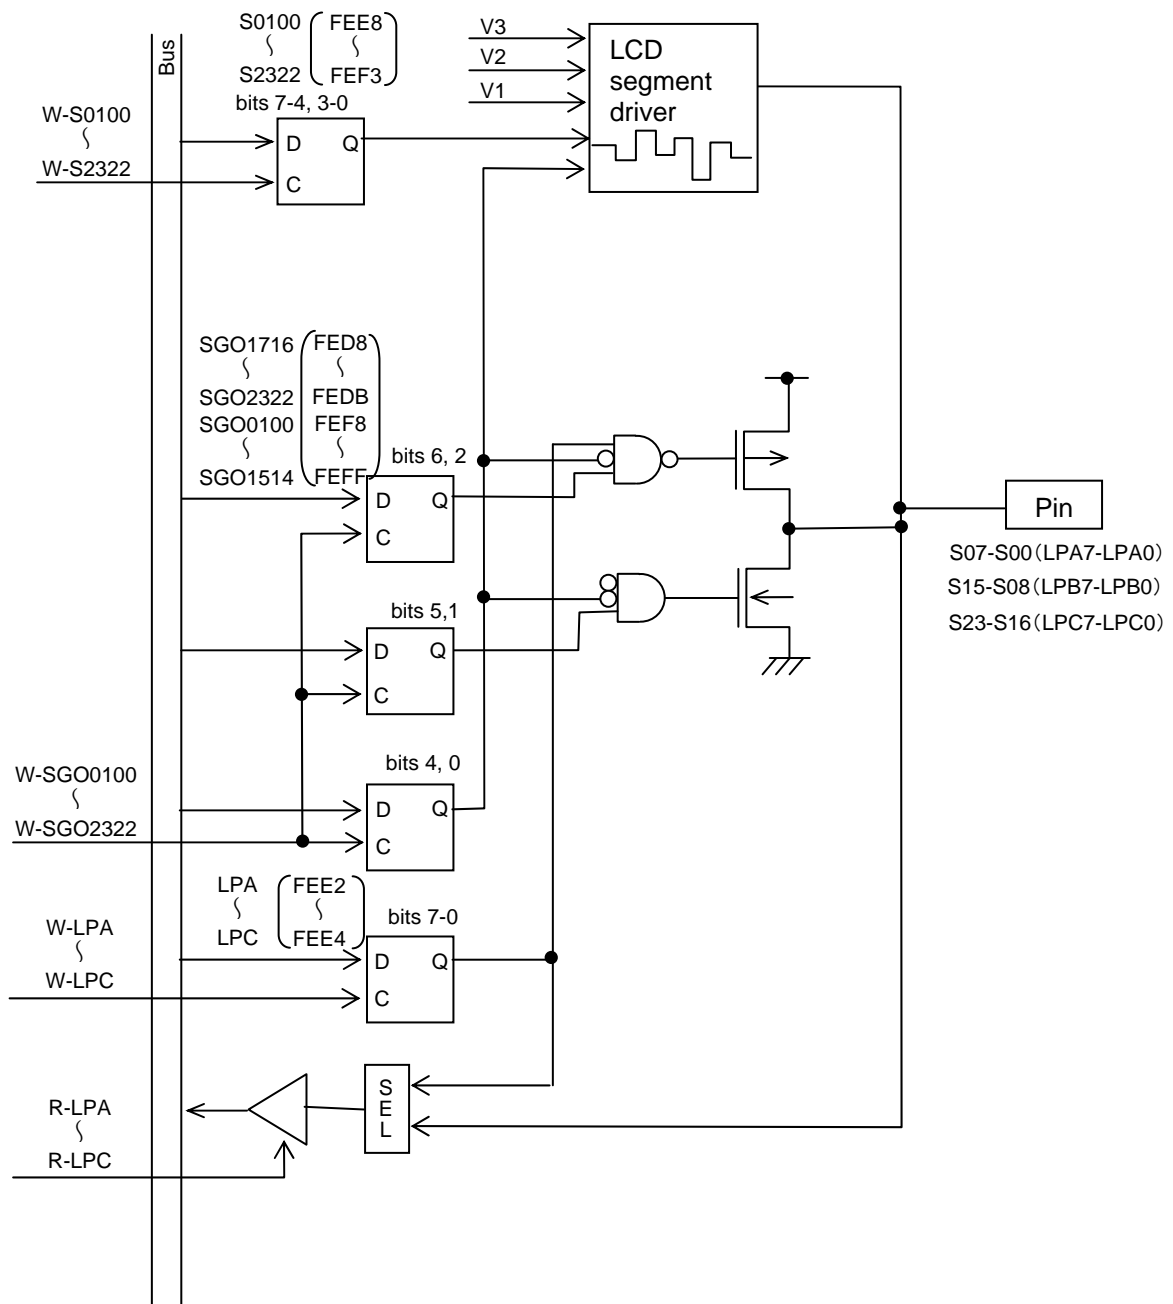 Bus
S0100
S2322
FEE8
FEF3
bits 7-4, 3-0
W-S0100
W-S2322
D
Q
C
V3
V2
V1
LCD
segment
driver
SGO1716
SGO2322
SGO0100
SGO1514
FED8
FEDB
FEF8
FEFF
bits 6, 2
D
Q
C
bits 5,1
D
Q
C
Pin
S07-S00(LPA7-LPA0)
S15-S08(LPB7-LPB0)
S23-S16(LPC7-LPC0)
W-SGO0100
W-SGO2322
bits 4, 0
D
Q
C
LPA
LPC
FEE2
FEE4
bits 7-0
W-LPA
W-LPC
D
Q
C
SEL
R-LPA
R-LPC